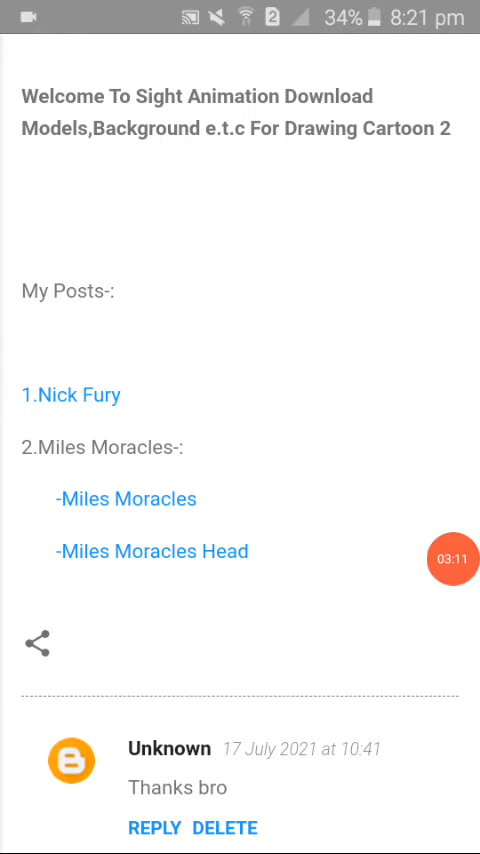 34% 8:21 pm
2
Welcome To Sight Animation Download
Models,Background e.t.c For Drawing Cartoon 2
My Posts-:
1.Nick Fury
2.Miles Moracles-:
-Miles Moracles
-Miles Moracles Head
03:11
Unknown 17 July 2021 at 10:41
Thanks bro
REPLY DELETE